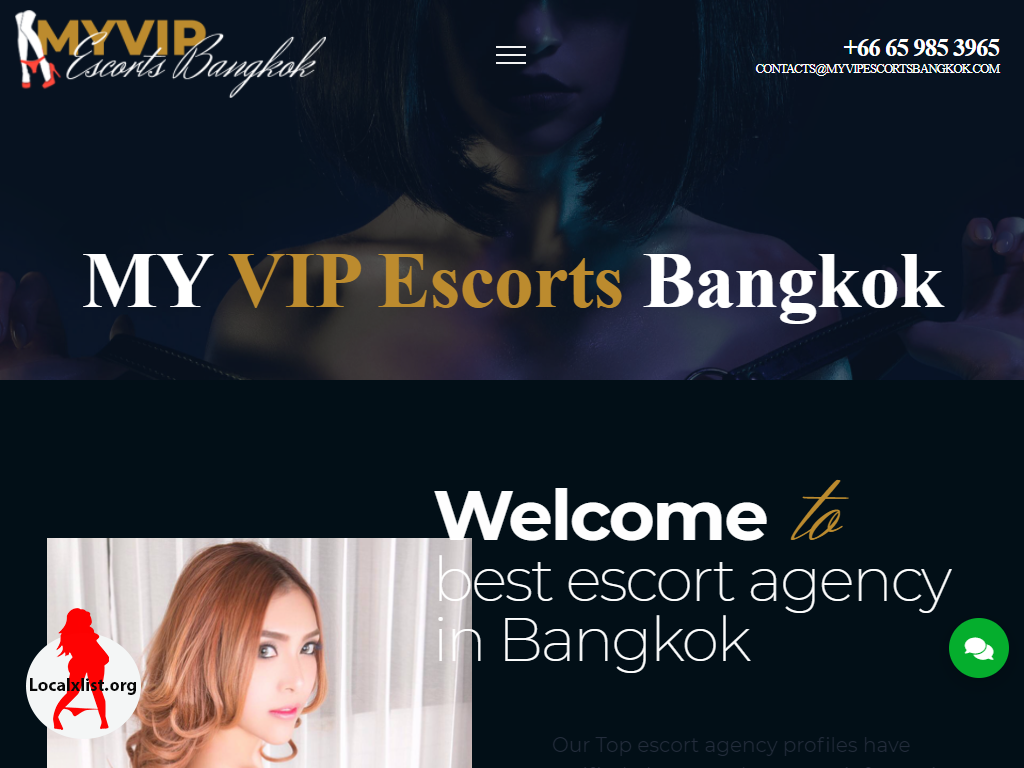 MYVIP
Escorts Bangkok
+66 65 985 3965
CONTACTS@MYVIPESCORTSBANGKOK.COM
MY VIP Escorts Bangkok
Welcome to
best escort agency
in Bangkok
Localxlist.org
Our Top escort agency profiles have